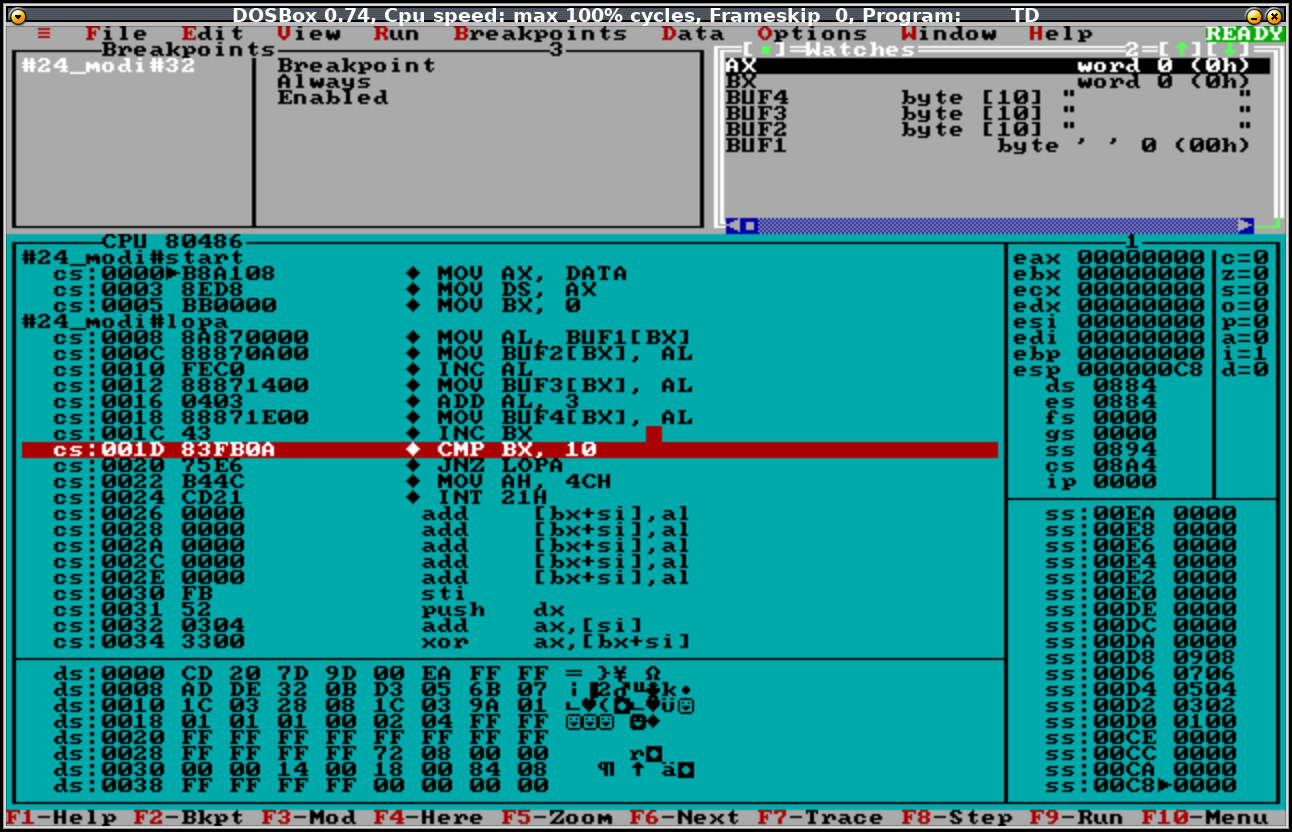 DOSBox 0.74, Cpu speed: max 100% cycles, Frameskip 0, Program: TD
≡ File Edit View Run Breakpoints Data Options Window Help READY
Breakpoints 3
#24_modi#32 Breakpoint
Always
Enabled
[■]=Watches 2=[↑][↓]
AX word 0 (0h)
BX word 0 (0h)
BUF4 byte [10] " "
BUF3 byte [10] " "
BUF2 byte [10] " "
BUF1 byte ' ' 0 (00h)
CPU 80486 1
#24_modi#start
cs:0000►B8A108 ♦ MOV AX, DATA
cs:0003 8ED8 ♦ MOV DS, AX
cs:0005 BB0000 ♦ MOV BX, 0
#24_modi#lopa
cs:0008 8A870000 ♦ MOV AL, BUF1[BX]
cs:000C 88870A00 ♦ MOV BUF2[BX], AL
cs:0010 FEC0 ♦ INC AL
cs:0012 88871400 ♦ MOV BUF3[BX], AL
cs:0016 0403 ♦ ADD AL, 3
cs:0018 88871E00 ♦ MOV BUF4[BX], AL
cs:001C 43 ♦ INC BX
cs:001D 83FB0A ♦ CMP BX, 10
cs:0020 75E6 ♦ JNZ LOPA
cs:0022 B44C ♦ MOV AH, 4CH
cs:0024 CD21 ♦ INT 21H
cs:0026 0000 add [bx+si],al
cs:0028 0000 add [bx+si],al
cs:002A 0000 add [bx+si],al
cs:002C 0000 add [bx+si],al
cs:002E 0000 add [bx+si],al
cs:0030 FB sti
cs:0031 52 push dx
cs:0032 0304 add ax,[si]
cs:0034 3300 xor ax,[bx+si]
eax 00000000 c=0
ebx 00000000 z=0
ecx 00000000 s=0
edx 00000000 o=0
esi 00000000 p=0
edi 00000000 a=0
ebp 00000000 i=1
esp 000000C8 d=0
ds 0884
es 0884
fs 0000
gs 0000
ss 0894
cs 08A4
ip 0000
ds:0000 CD 20 7D 9D 00 EA FF FF = }¥ Ω
ds:0008 AD DE 32 0B D3 05 6B 07
ds:0010 1C 03 28 08 1C 03 9A 01
ds:0018 01 01 01 00 02 04 FF FF
ds:0020 FF FF FF FF FF FF FF FF
ds:0028 FF FF FF FF 72 08 00 00 r◘
ds:0030 00 00 14 00 18 00 84 08 ¶ ↑ ä◘
ds:0038 FF FF FF FF 00 00 00 00
ss:00EA 0000
ss:00E8 0000
ss:00E6 0000
ss:00E4 0000
ss:00E2 0000
ss:00E0 0000
ss:00DE 0000
ss:00DC 0000
ss:00DA 0000
ss:00D8 0908
ss:00D6 0706
ss:00D4 0504
ss:00D2 0302
ss:00D0 0100
ss:00CE 0000
ss:00CC 0000
ss:00CA 0000
ss:00C8►0000
F1-Help F2-Bkpt F3-Mod F4-Here F5-Zoom F6-Next F7-Trace F8-Step F9-Run F10-Menu